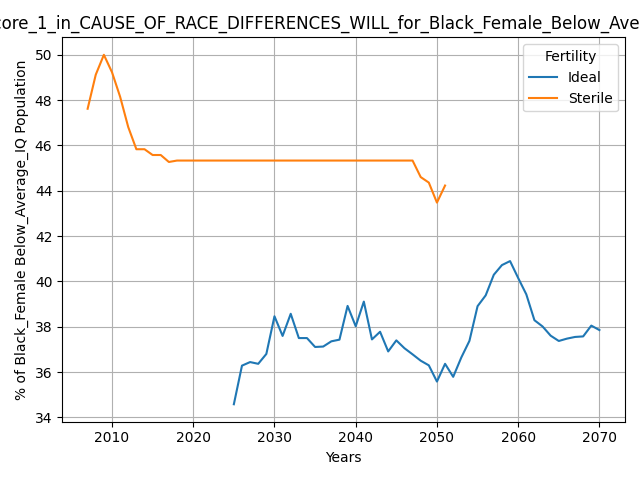 core_1_in_CAUSE_OF_RACE_DIFFERENCES_WILL_for_Black_Female_Below_Ave
Fertility
Ideal
Sterile
% of Black_Female Below_Average_IQ Population
50
48
46
44
42
40
38
36
34
2010
2020
2030
2040
2050
2060
2070
Years